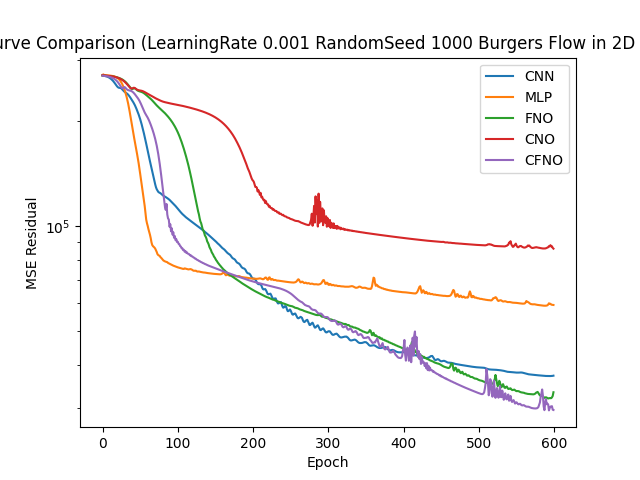 urve Comparison (LearningRate 0.001 RandomSeed 1000 Burgers Flow in 2D
CNN
MLP
FNO
CNO
CFNO
MSE Residual
10^5
0 100 200 300 400 500 600
Epoch